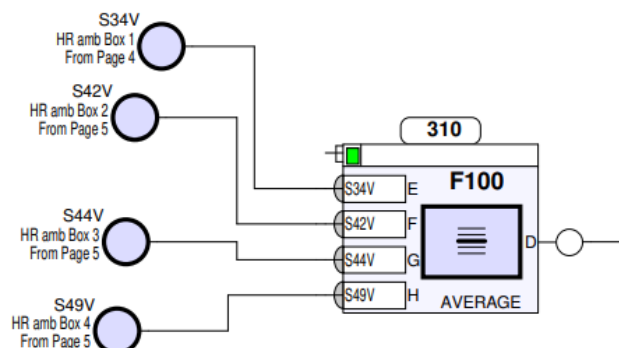 S34V
HR amb Box 1
From Page 4
S42V
HR amb Box 2
From Page 5
S44V
HR amb Box 3
From Page 5
S49V
HR amb Box 4
From Page 5
310
F100
S34V E
S42V F
S44V G
S49V H
D
AVERAGE